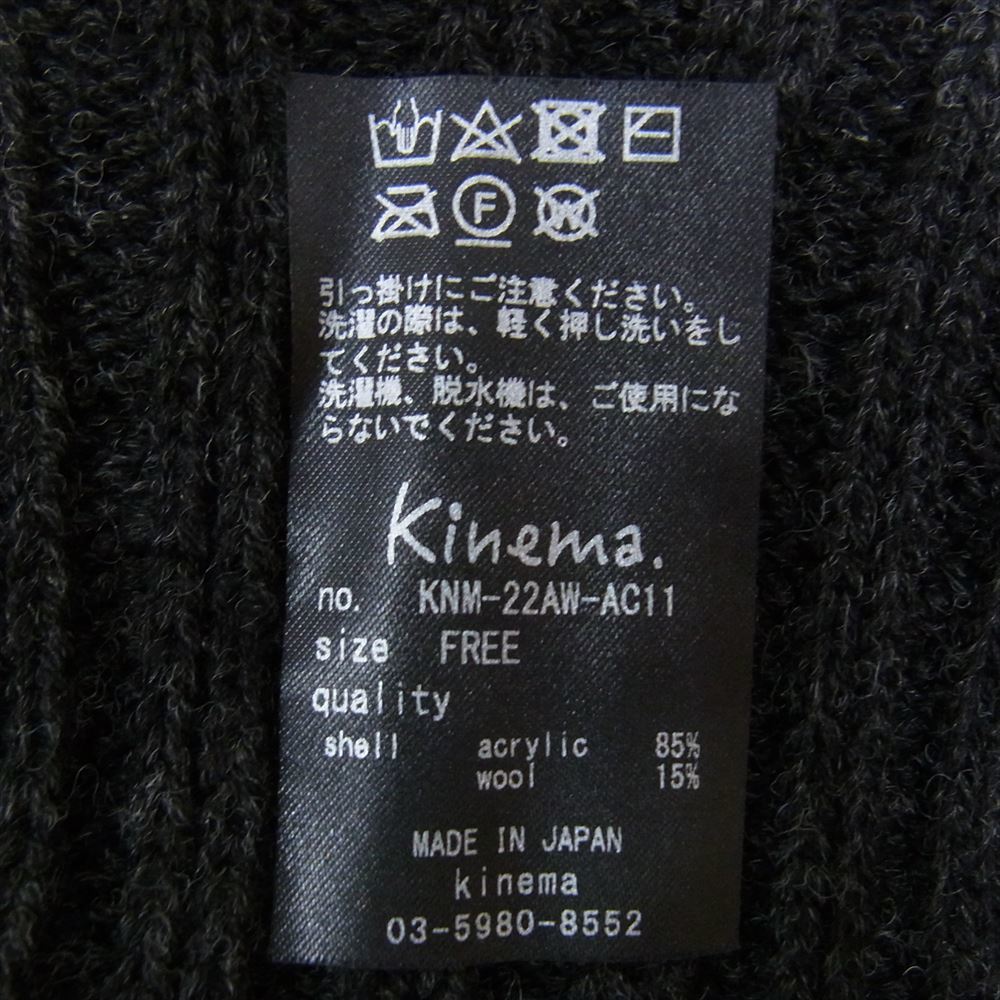 F W
引っ掛けにご注意ください。
洗濯の際は、軽く押し洗いをし
てください。
洗濯機、脱水機は、ご使用にな
らないでください。
Kinema.
no. KNM-22AW-AC11
size FREE
quality
shell acrylic 85%
wool 15%
MADE IN JAPAN
kinema
03-5980-8552